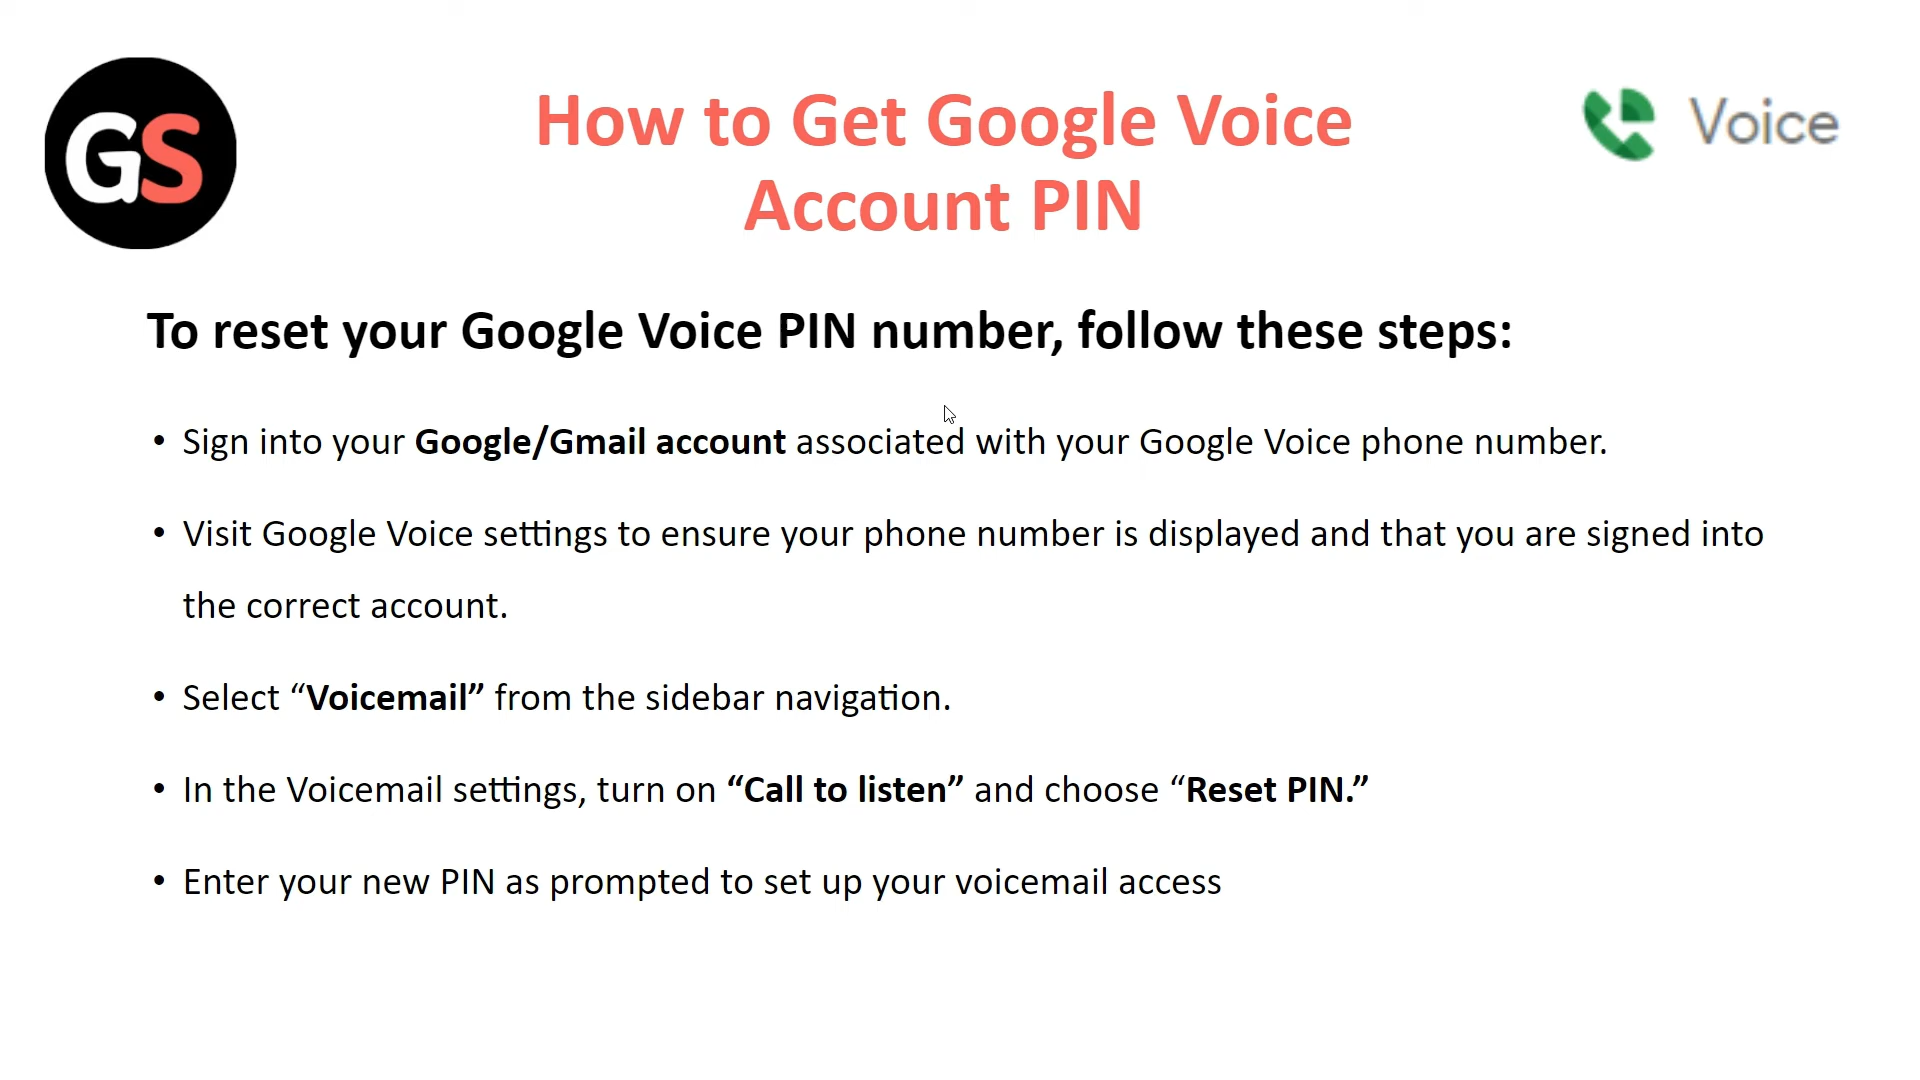 GS
How to Get Google Voice
Account PIN
Voice
To reset your Google Voice PIN number, follow these steps:
• Sign into your Google/Gmail account associated with your Google Voice phone number.
• Visit Google Voice settings to ensure your phone number is displayed and that you are signed into
the correct account.
• Select “Voicemail” from the sidebar navigation.
• In the Voicemail settings, turn on “Call to listen” and choose “Reset PIN.”
• Enter your new PIN as prompted to set up your voicemail access